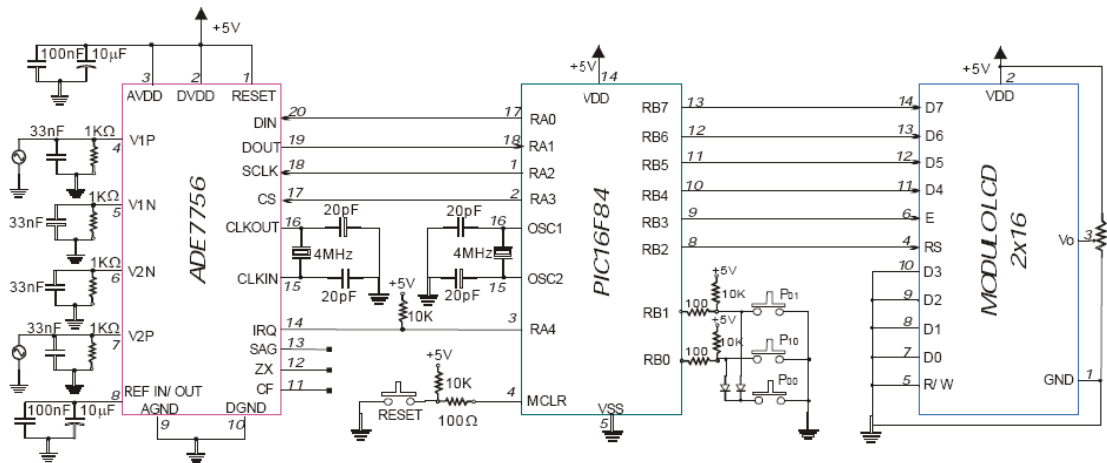 +5V
100nF 10µF
3 2 1
AVDD DVDD RESET
33nF 1KΩ
4 V1P
1KΩ
33nF
5 V1N
1KΩ
33nF
6 V2N
33nF 1KΩ
7 V2P
8 REF IN/ OUT
100nF 10µF
AGND DGND
9 10
ADE7756
DIN 20
DOUT 19
SCLK 18
CS 17
CLKOUT 16
CLKIN 15
IRQ 14
SAG 13
ZX 12
CF 11
20pF
4MHz
20pF
20pF
4MHz
20pF
+5V
10K
+5V
10K
RESET
100Ω
+5V
14
VDD
17 RA0
18 RA1
1 RA2
2 RA3
16 OSC1
15 OSC2
3 RA4
4 MCLR
VSS
5
PIC16F84
RB7 13
RB6 12
RB5 11
RB4 10
RB3 9
RB2 8
RB1
RB0
+5V
10K
100
+5V
10K
100
P01
P10
P00
+5V
2
VDD
14 D7
13 D6
12 D5
11 D4
6 E
4 RS
10 D3
9 D2
8 D1
7 D0
5 R/W
MODULOLCD
2x16
Vo 3
GND 1